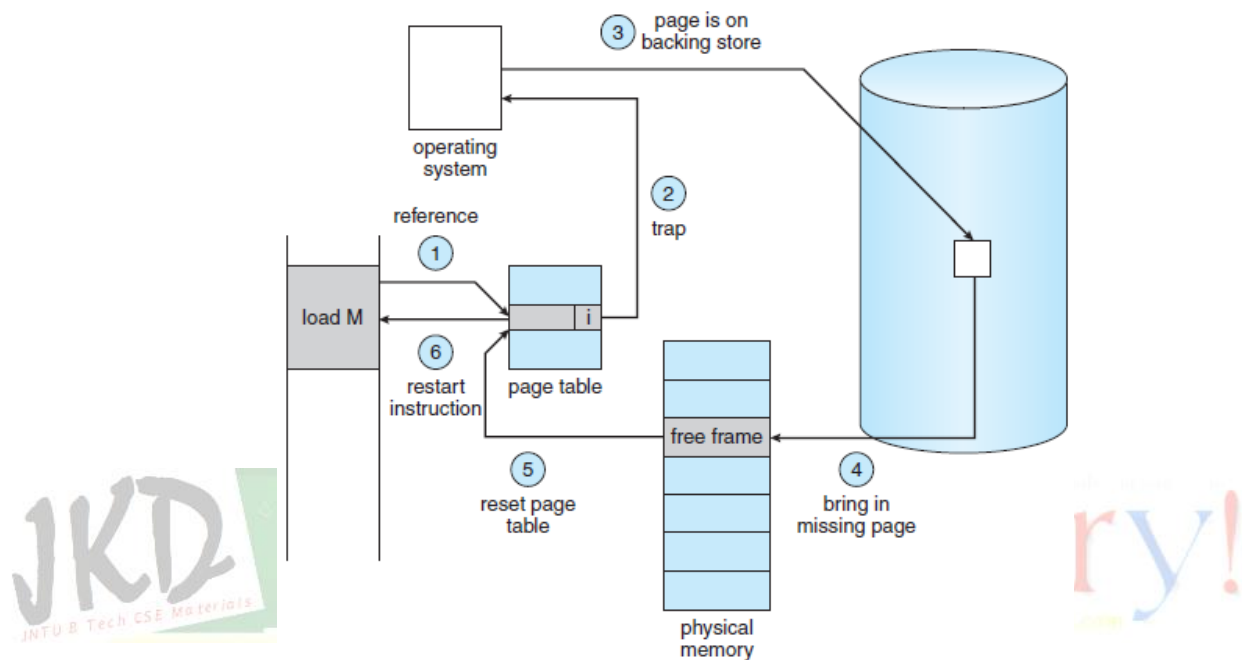 3
page is on
backing store
operating
system
2
trap
reference
1
load M
i
6
restart
instruction
page table
free frame
5
reset page
table
4
bring in
missing page
physical
memory
JKD
JNTU B Tech CSE Materials
ry!
.com